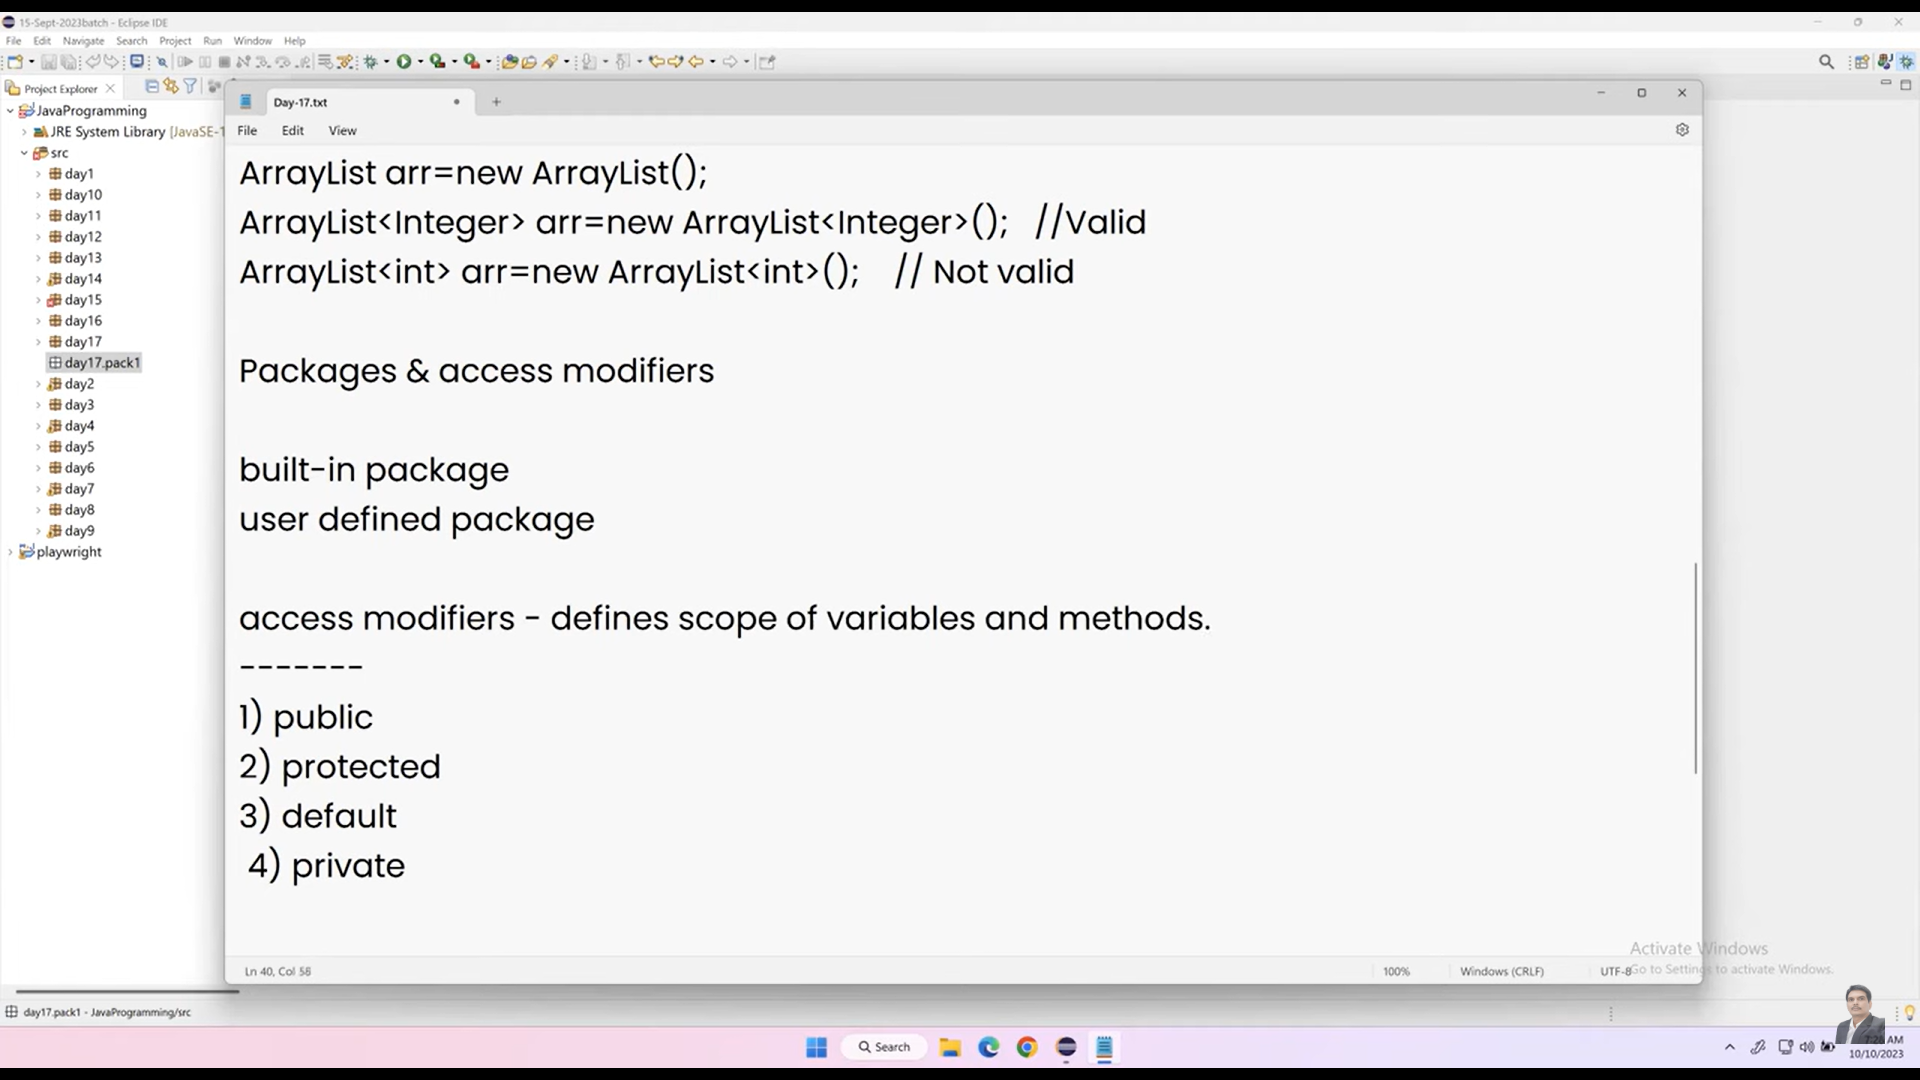 15-Sept-2023batch - Eclipse IDE
File Edit Navigate Search Project Run Window Help
Project Explorer
JavaProgramming
JRE System Library [JavaSE-1
src
day1
day10
day11
day12
day13
day14
day15
day16
day17
day17.pack1
day2
day3
day4
day5
day6
day7
day8
day9
playwright
Day-17.txt
File Edit View
ArrayList arr=new ArrayList();
ArrayList<Integer> arr=new ArrayList<Integer>(); //Valid
ArrayList<int> arr=new ArrayList<int>(); // Not valid
Packages & access modifiers
built-in package
user defined package
access modifiers - defines scope of variables and methods.
-------
1) public
2) protected
3) default
4) private
Ln 40, Col 58 100% Windows (CRLF) UTF-8
Activate Windows
Go to Settings to activate Windows.
day17.pack1 - JavaProgramming/src
Search
AM
10/10/2023